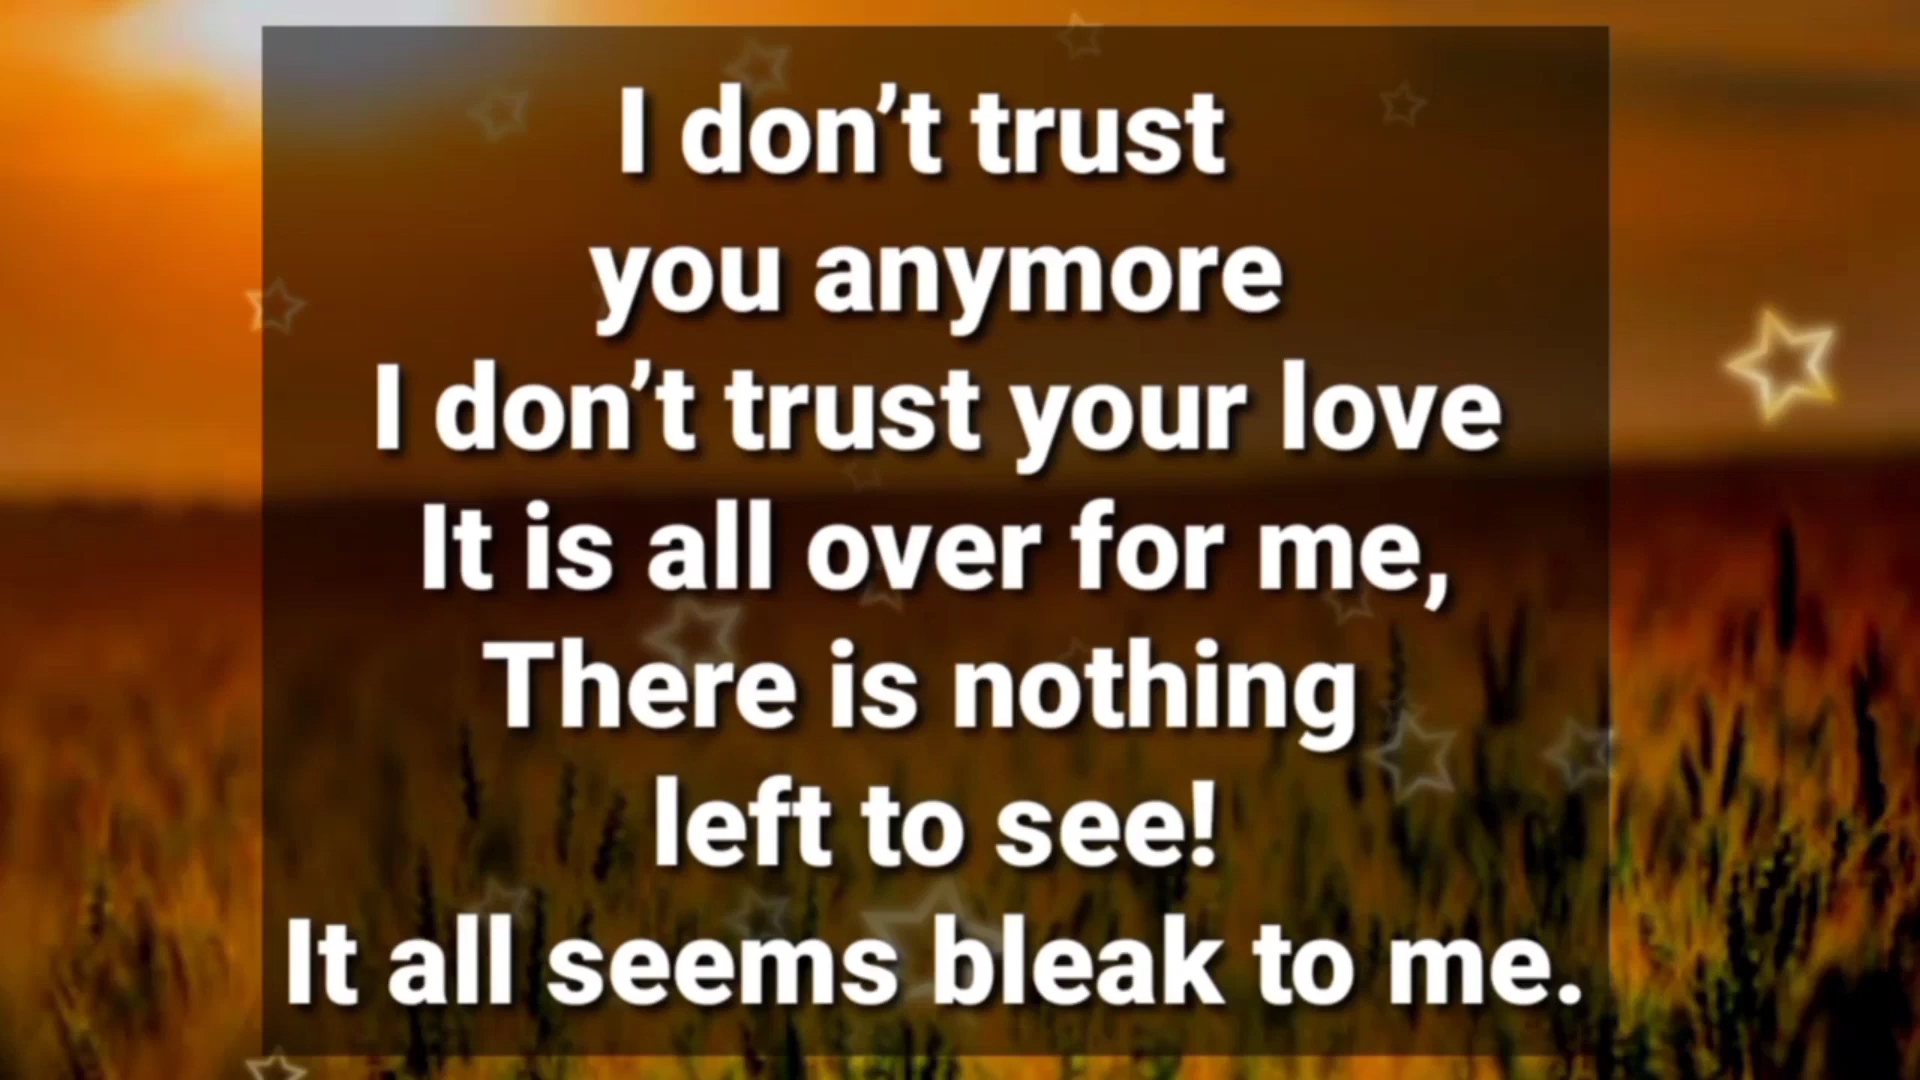 I don’t trust
you anymore
I don’t trust your love
It is all over for me,
There is nothing
left to see!
It all seems bleak to me.